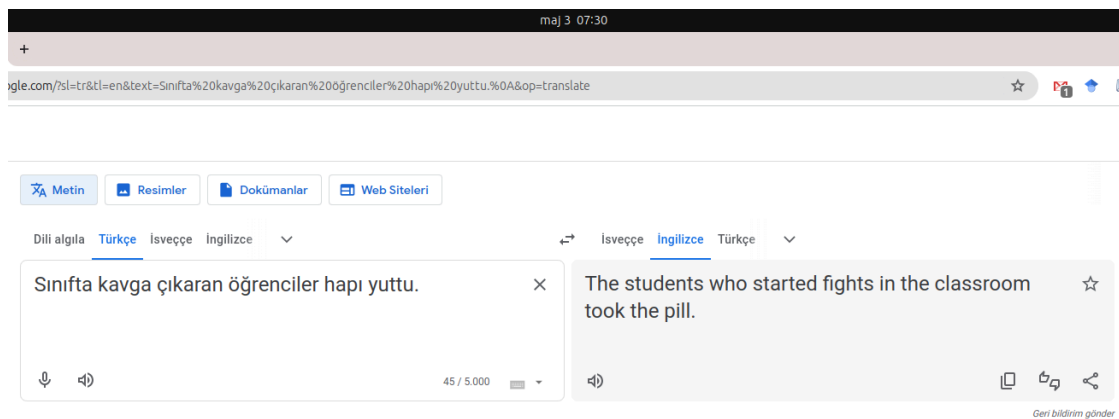 maj 3 07:30
+
ogle.com/?sl=tr&tl=en&text=Sınıfta%20kavga%20çıkaran%20öğrenciler%20hapı%20yuttu.%0A&op=translate
1
Metin Resimler Dokümanlar Web Siteleri
Dili algıla Türkçe İsveççe İngilizce İsveççe İngilizce Türkçe
Sınıfta kavga çıkaran öğrenciler hapı yuttu.
The students who started fights in the classroom
took the pill.
45 / 5.000
Geri bildirim gönder